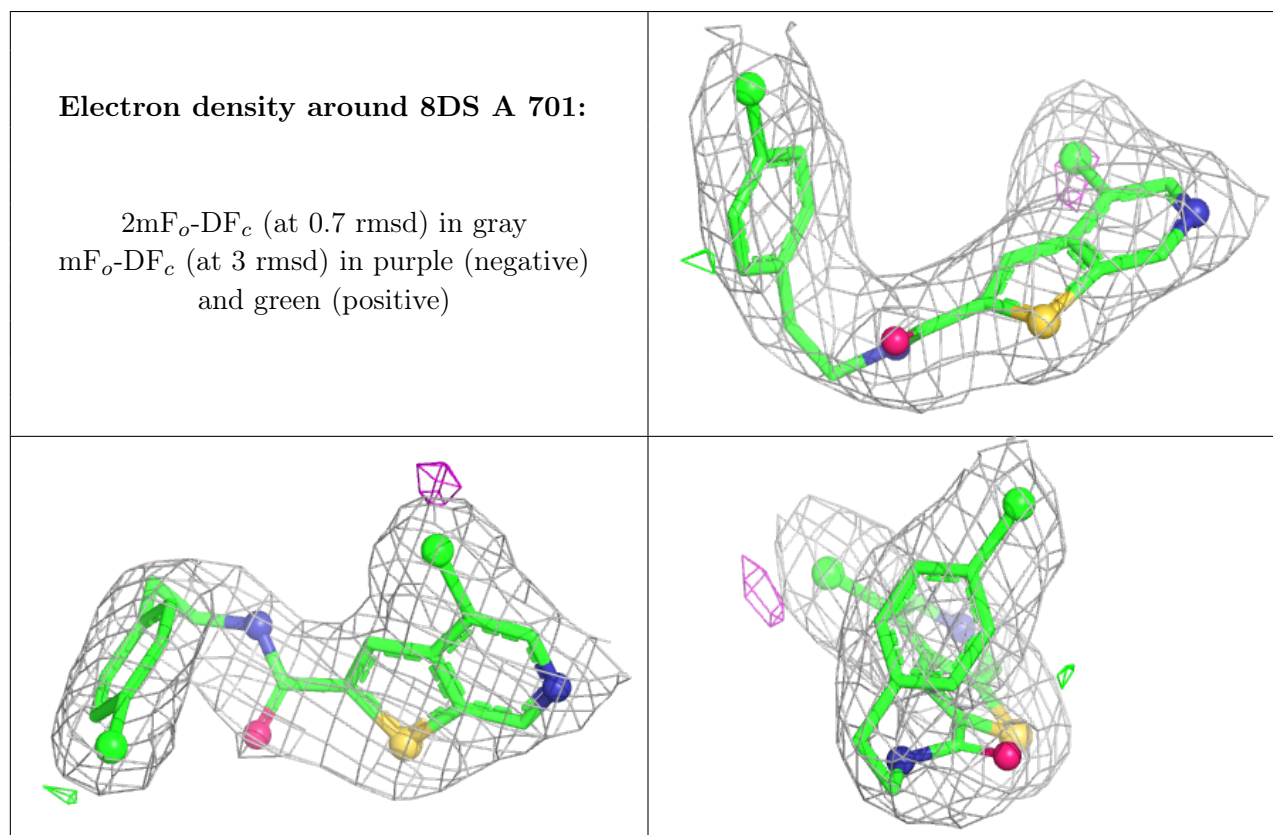 Electron density around 8DS A 701:
2mFo-DFc (at 0.7 rmsd) in gray
mFo-DFc (at 3 rmsd) in purple (negative)
and green (positive)